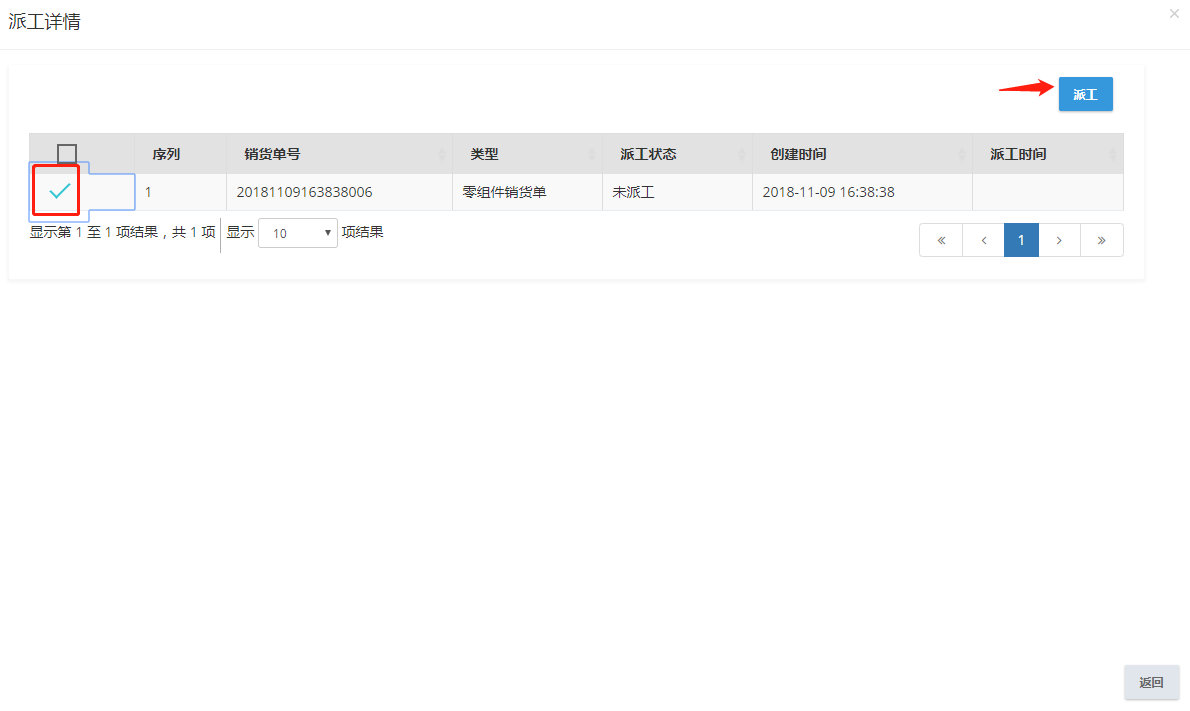 派工详情
派工
序列 销货单号 类型 派工状态 创建时间 派工时间
1 20181109163838006 零组件销货单 未派工 2018-11-09 16:38:38
显示第 1 至 1 项结果，共 1 项 显示 10 项结果
« ‹ 1 › »
返回